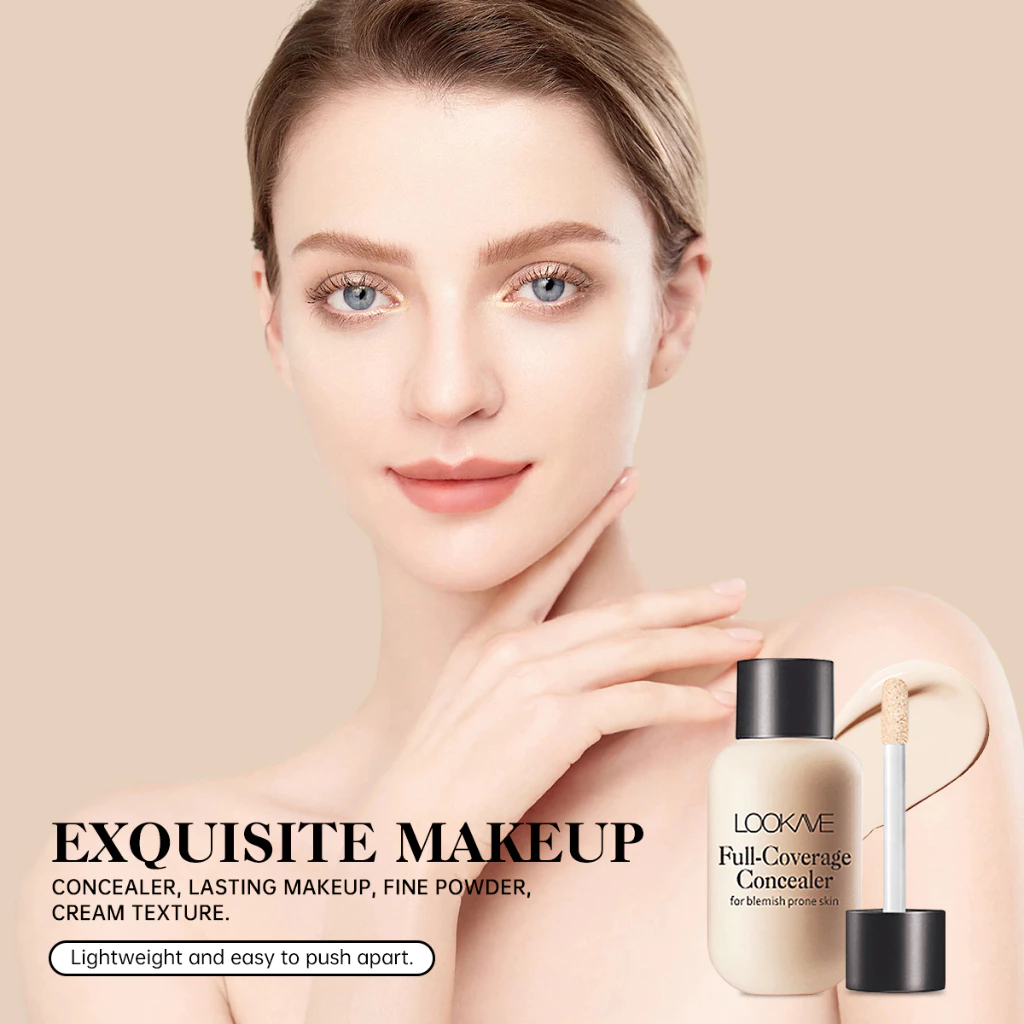 EXQUISITE MAKEUP
CONCEALER, LASTING MAKEUP, FINE POWDER,
CREAM TEXTURE.
Lightweight and easy to push apart.
LOOKAVE
Full-Coverage
Concealer
for blemish prone skin